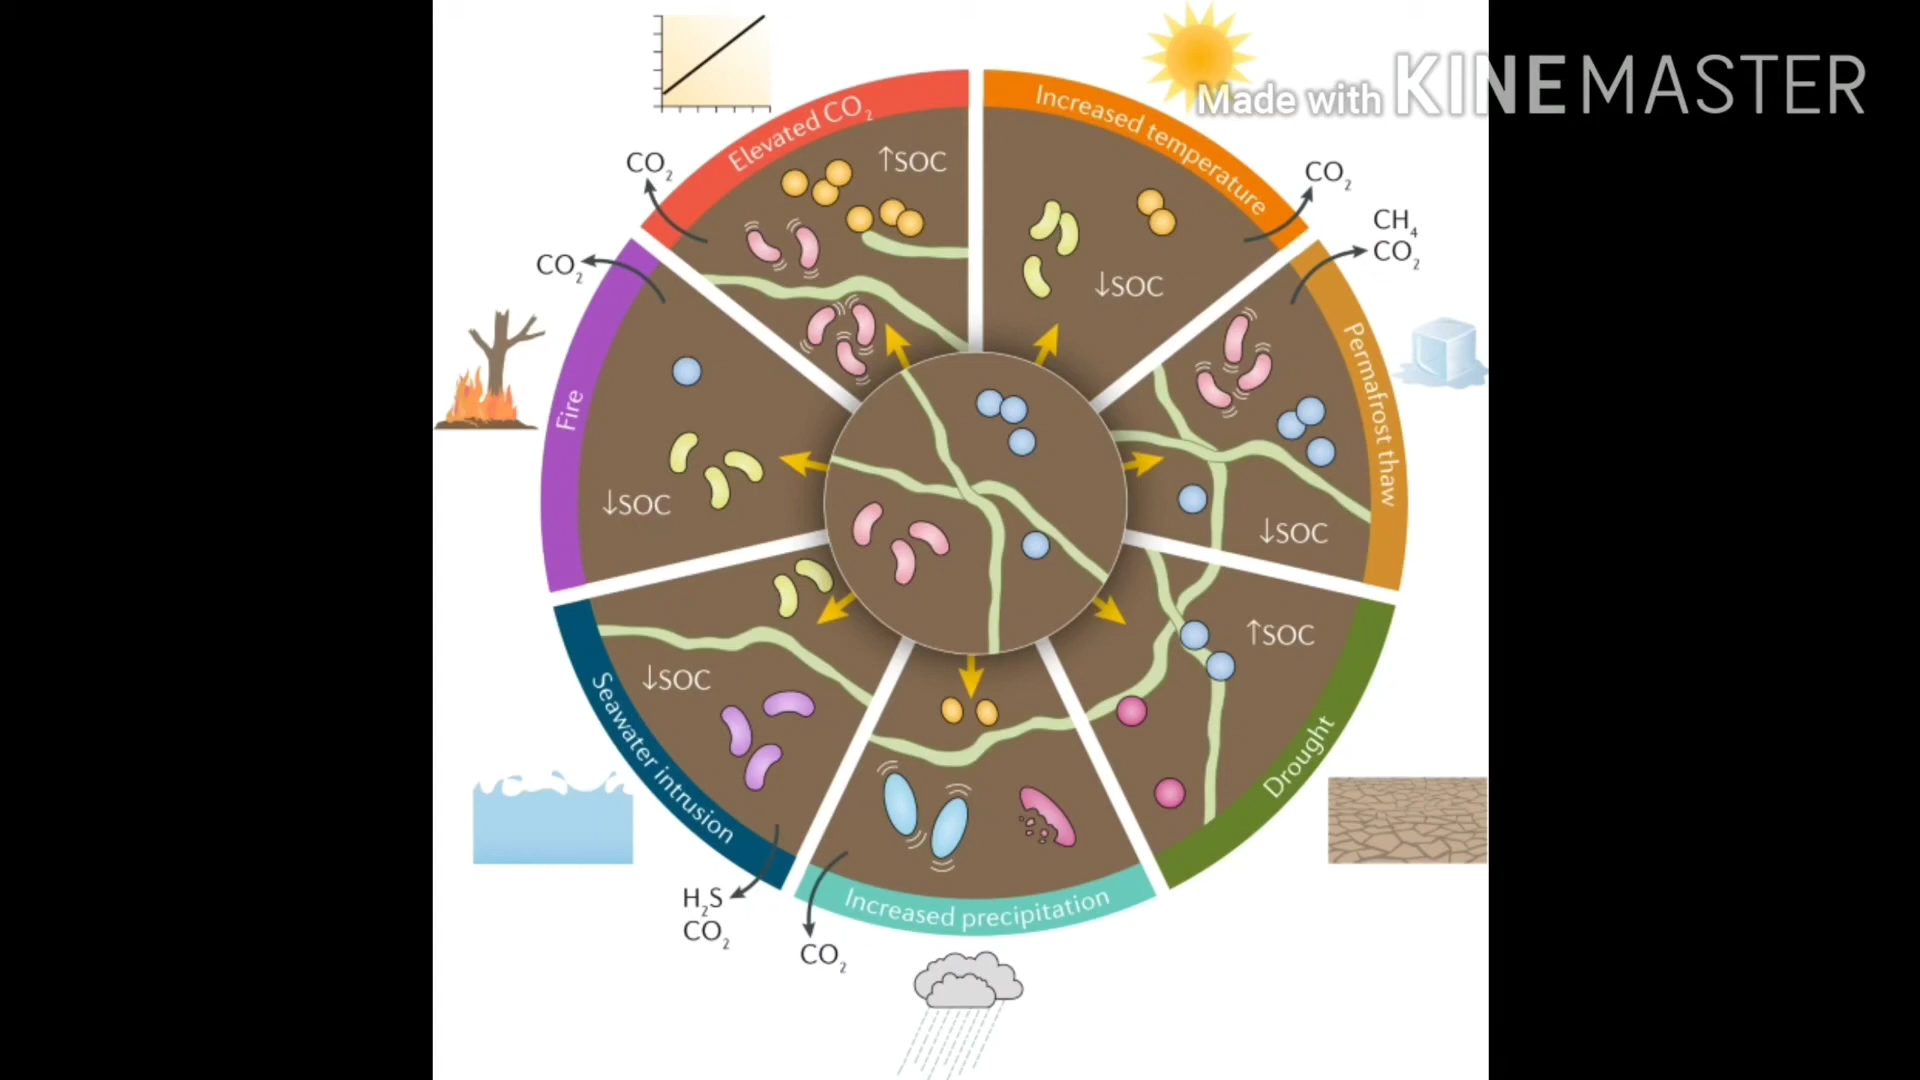 Made with KINEMASTER
Elevated CO₂
↑SOC
CO₂
Increased temperature
↓SOC
CO₂
CH₄
CO₂
Permafrost thaw
↓SOC
Drought
↑SOC
Increased precipitation
CO₂
Seawater intrusion
↓SOC
H₂S
CO₂
Fire
↓SOC
CO₂